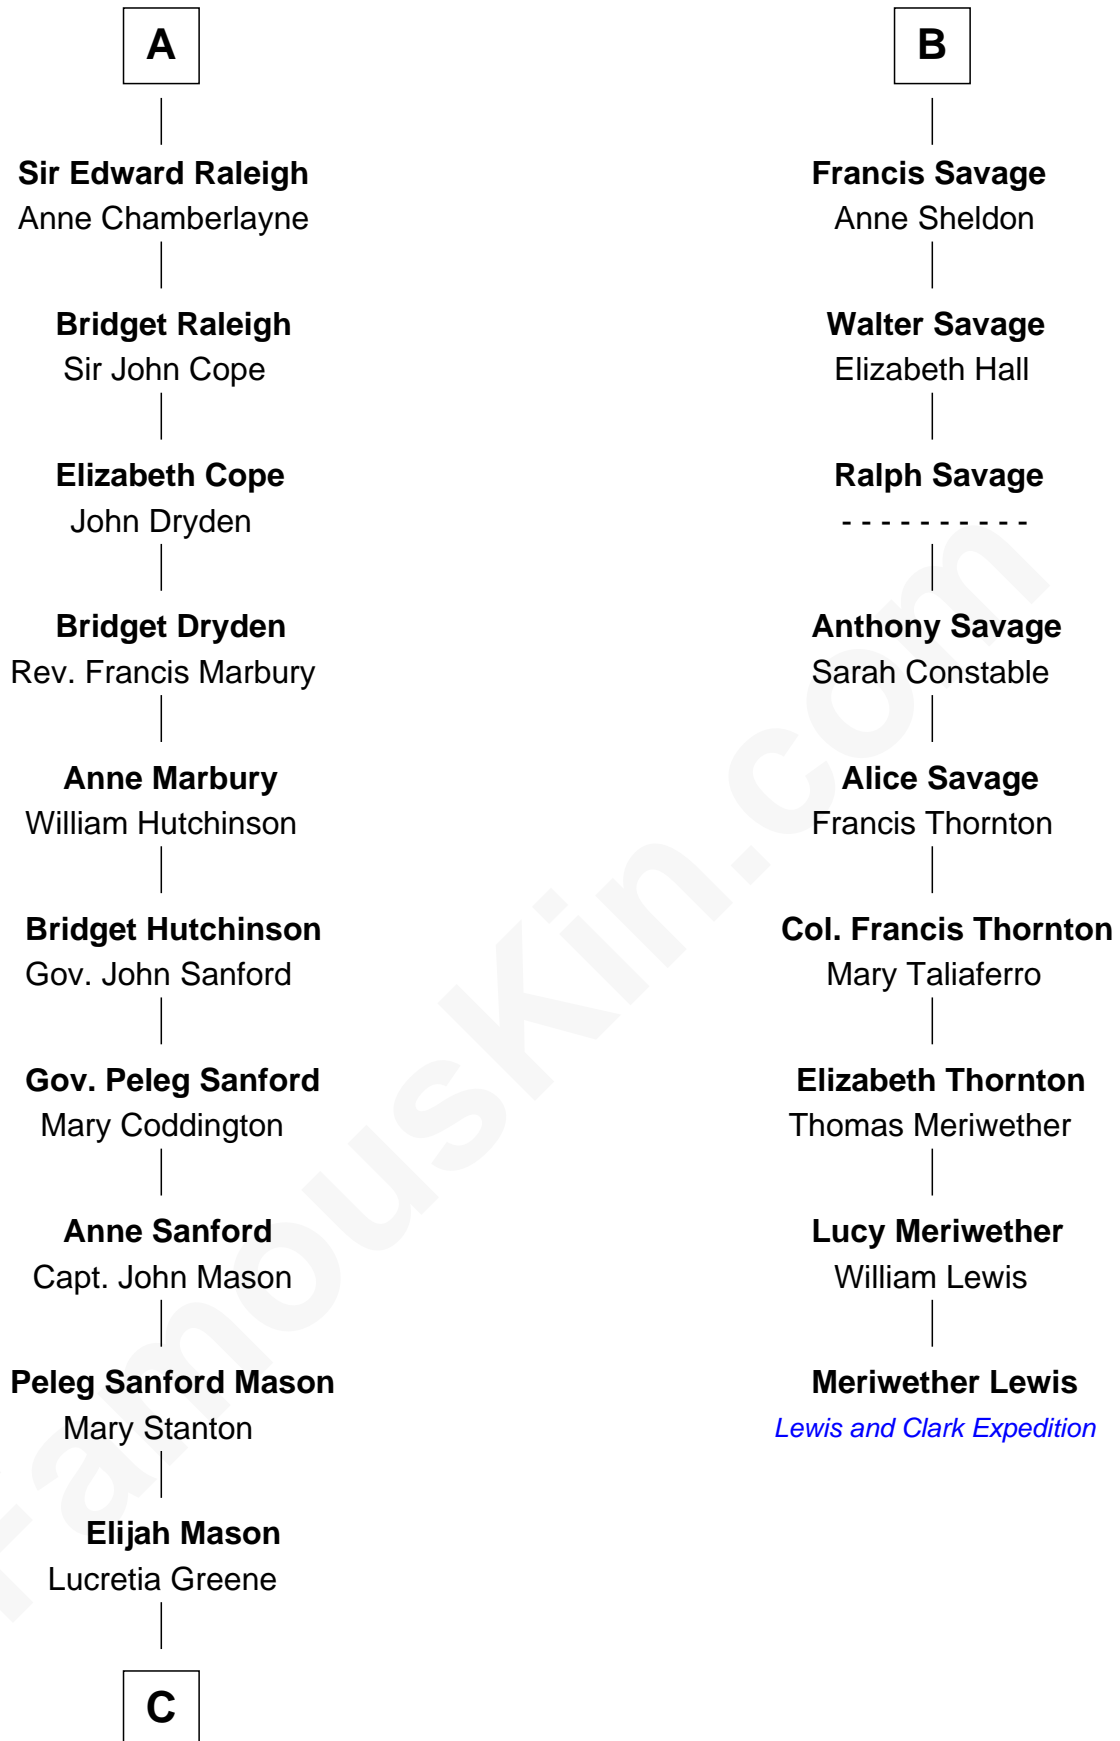 A
Sir Edward Raleigh
Anne Chamberlayne
Bridget Raleigh
Sir John Cope
Elizabeth Cope
John Dryden
Bridget Dryden
Rev. Francis Marbury
Anne Marbury
William Hutchinson
Bridget Hutchinson
Gov. John Sanford
Gov. Peleg Sanford
Mary Coddington
Anne Sanford
Capt. John Mason
Peleg Sanford Mason
Mary Stanton
Elijah Mason
Lucretia Greene
C
B
Francis Savage
Anne Sheldon
Walter Savage
Elizabeth Hall
Ralph Savage
- - - - - - - - - -
Anthony Savage
Sarah Constable
Alice Savage
Francis Thornton
Col. Francis Thornton
Mary Taliaferro
Elizabeth Thornton
Thomas Meriwether
Lucy Meriwether
William Lewis
Meriwether Lewis
Lewis and Clark Expedition
FamousKin.com